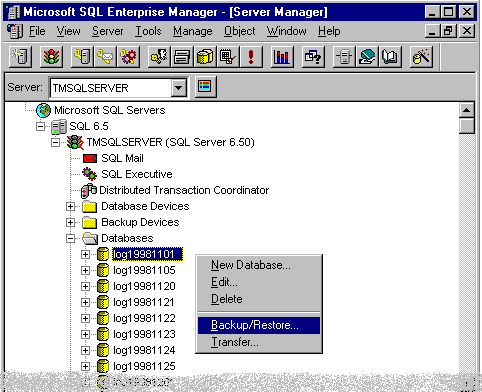 Microsoft SQL Enterprise Manager - [Server Manager]
File View Server Tools Manage Object Window Help
Server: TMSQLSERVER
Microsoft SQL Servers
SQL 6.5
TMSQLSERVER (SQL Server 6.50)
SQL Mail
SQL Executive
Distributed Transaction Coordinator
Database Devices
Backup Devices
Databases
log19981101
log19981105
log19981120
log19981121
log19981122
log19981123
log19981124
log19981125
New Database...
Edit...
Delete
Backup/Restore...
Transfer...